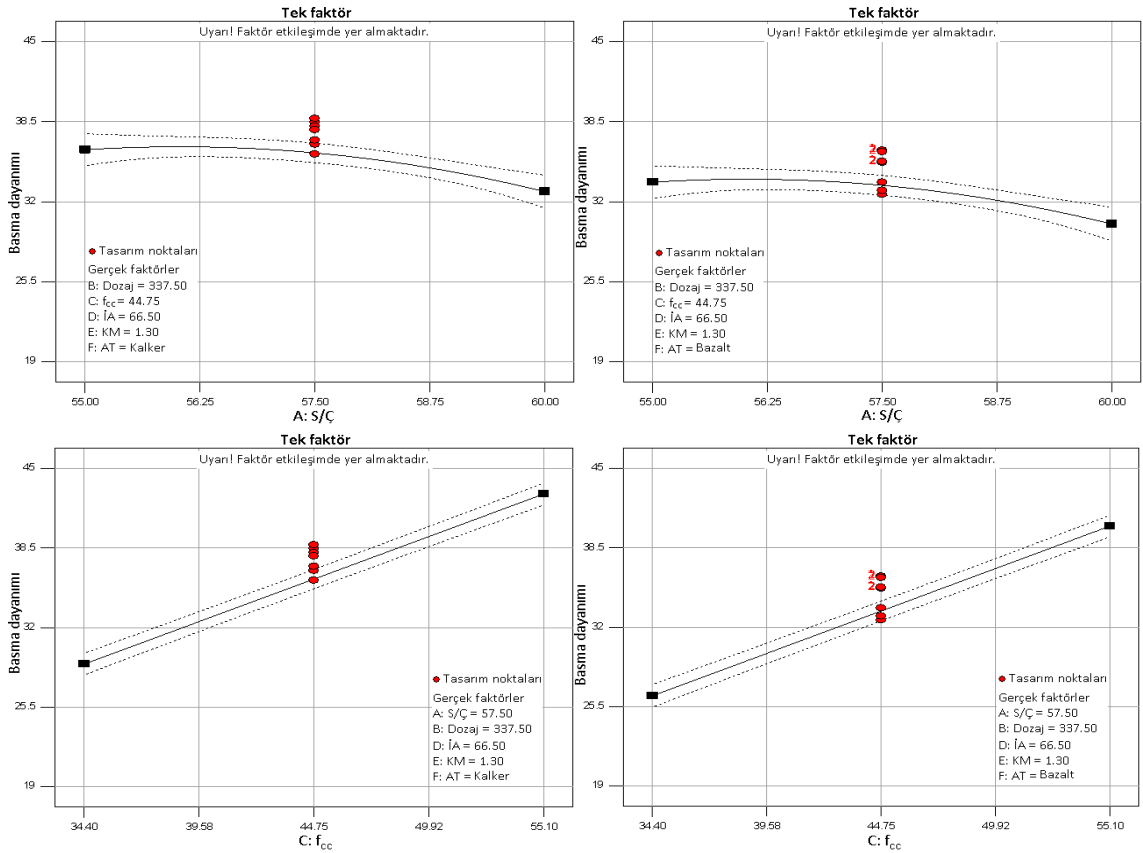 Tek faktör
Uyarı! Faktör etkileşimde yer almaktadır.
Basma dayanımı
45
38.5
32
25.5
19
Tasarım noktaları
Gerçek faktörler
B: Dozaj = 337.50
C: fcc = 44.75
D: İA = 66.50
E: KM = 1.30
F: AT = Kalker
55.00 56.25 57.50 58.75 60.00
A: S/Ç
Tek faktör
Uyarı! Faktör etkileşimde yer almaktadır.
Basma dayanımı
45
38.5
32
25.5
19
2
2
Tasarım noktaları
Gerçek faktörler
B: Dozaj = 337.50
C: fcc = 44.75
D: İA = 66.50
E: KM = 1.30
F: AT = Bazalt
55.00 56.25 57.50 58.75 60.00
A: S/Ç
Tek faktör
Uyarı! Faktör etkileşimde yer almaktadır.
Basma dayanımı
45
38.5
32
25.5
19
Tasarım noktaları
Gerçek faktörler
A: S/Ç = 57.50
B: Dozaj = 337.50
D: İA = 66.50
E: KM = 1.30
F: AT = Kalker
34.40 39.58 44.75 49.92 55.10
C: fcc
Tek faktör
Uyarı! Faktör etkileşimde yer almaktadır.
Basma dayanımı
45
38.5
32
25.5
19
2
2
Tasarım noktaları
Gerçek faktörler
A: S/Ç = 57.50
B: Dozaj = 337.50
D: İA = 66.50
E: KM = 1.30
F: AT = Bazalt
34.40 39.58 44.75 49.92 55.10
C: fcc